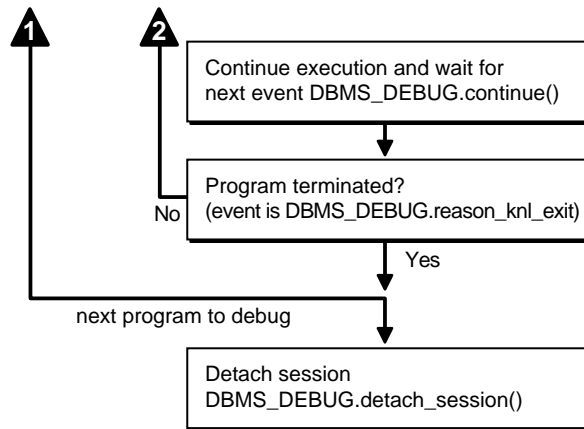 1
2
Continue execution and wait for
next event DBMS_DEBUG.continue()
Program terminated?
(event is DBMS_DEBUG.reason_knl_exit)
No
Yes
next program to debug
Detach session
DBMS_DEBUG.detach_session()